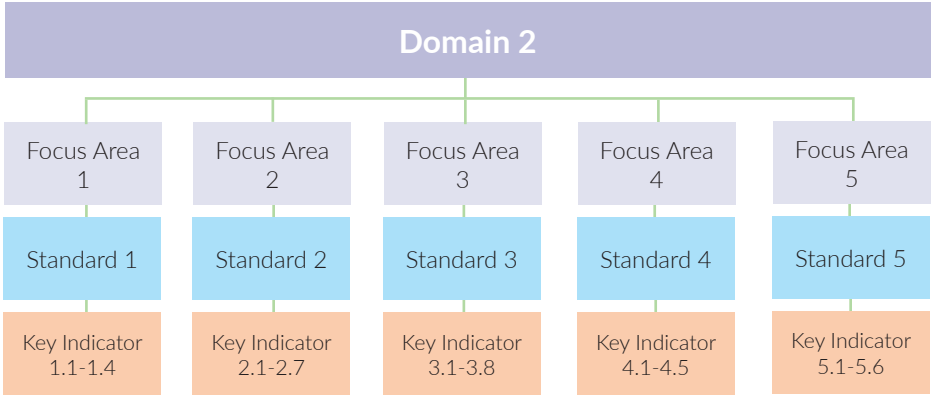 Domain 2
Focus Area
1
Focus Area
2
Focus Area
3
Focus Area
4
Focus Area
5
Standard 1
Standard 2
Standard 3
Standard 4
Standard 5
Key Indicator
1.1-1.4
Key Indicator
2.1-2.7
Key Indicator
3.1-3.8
Key Indicator
4.1-4.5
Key Indicator
5.1-5.6